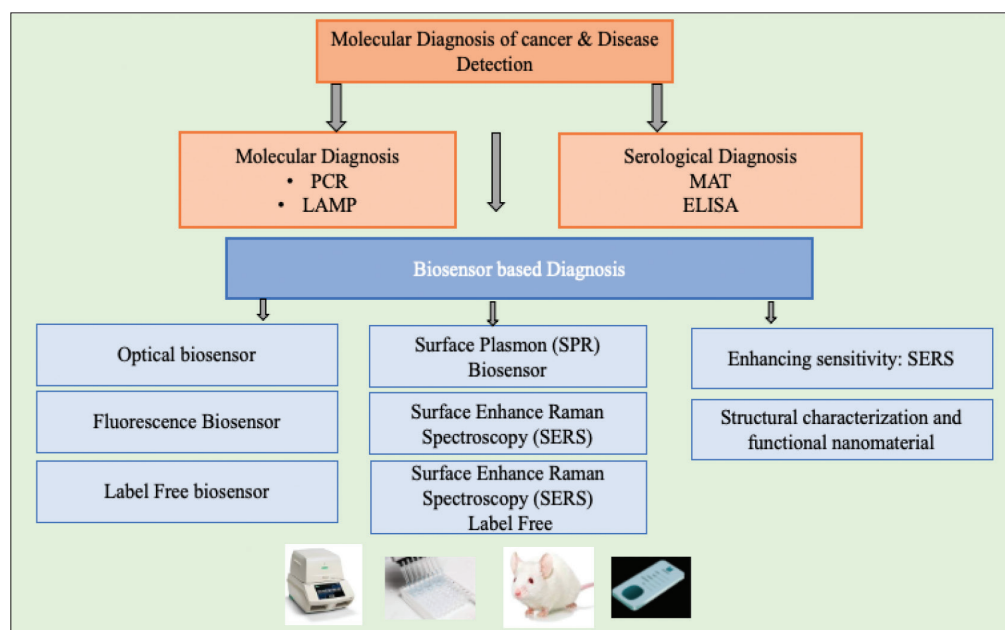 Molecular Diagnosis of cancer & Disease
Detection
Molecular Diagnosis
• PCR
• LAMP
Serological Diagnosis
MAT
ELISA
Biosensor based Diagnosis
Optical biosensor
Fluorescence Biosensor
Label Free biosensor
Surface Plasmon (SPR)
Biosensor
Surface Enhance Raman
Spectroscopy (SERS)
Surface Enhance Raman
Spectroscopy (SERS)
Label Free
Enhancing sensitivity: SERS
Structural characterization and
functional nanomaterial